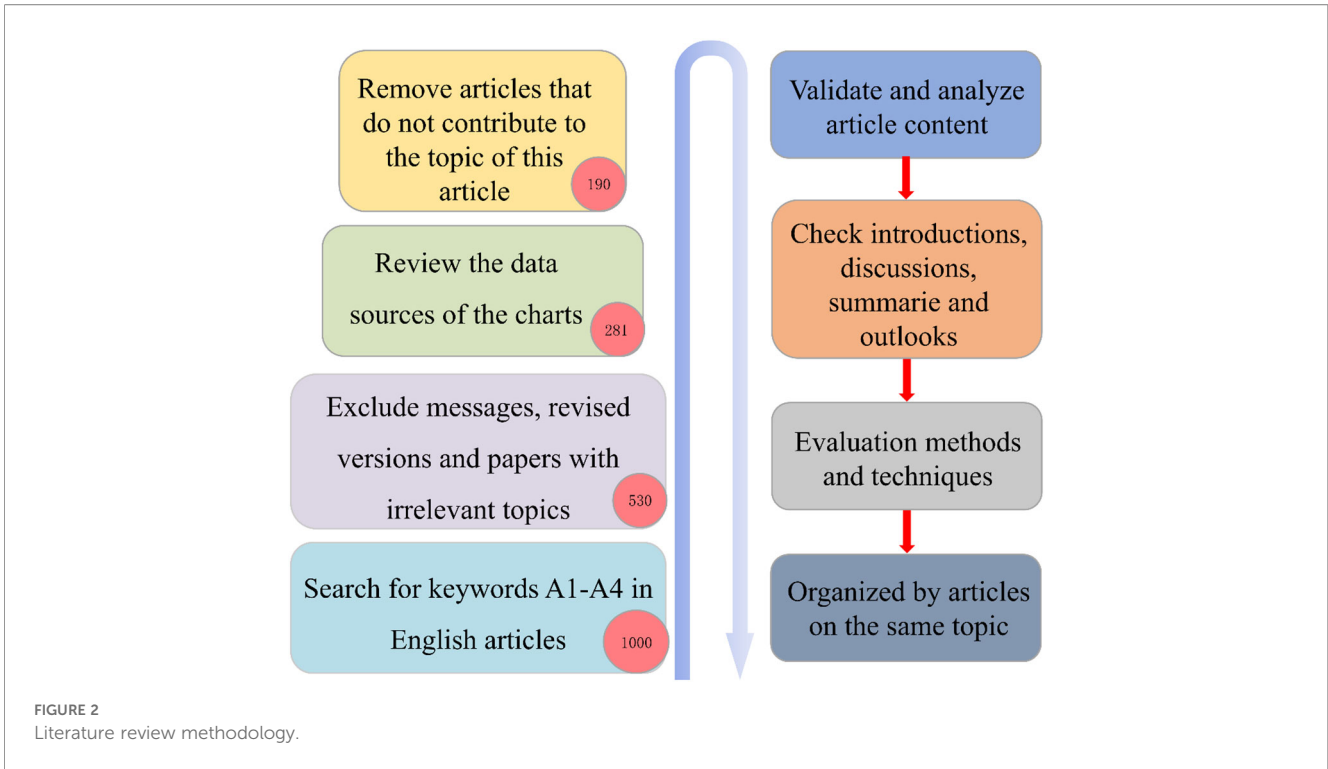 Remove articles that
do not contribute to
the topic of this
article
190
Review the data
sources of the charts
281
Exclude messages, revised
versions and papers with
irrelevant topics
530
Search for keywords A1-A4 in
English articles
1000
Validate and analyze
article content
Check introductions,
discussions,
summarie and
outlooks
Evaluation methods
and techniques
Organized by articles
on the same topic
FIGURE 2
Literature review methodology.